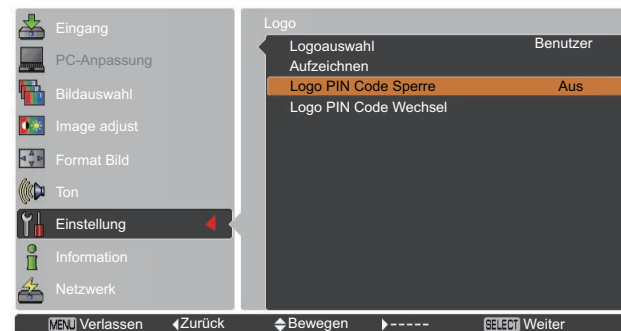 Eingang
PC-Anpassung
Bildauswahl
Image adjust
Format Bild
Ton
Einstellung
Information
Netzwerk
Logo
Logoauswahl Benutzer
Aufzeichnen
Logo PIN Code Sperre Aus
Logo PIN Code Wechsel
MENU Verlassen Zurück Bewegen ----- SELECT Weiter